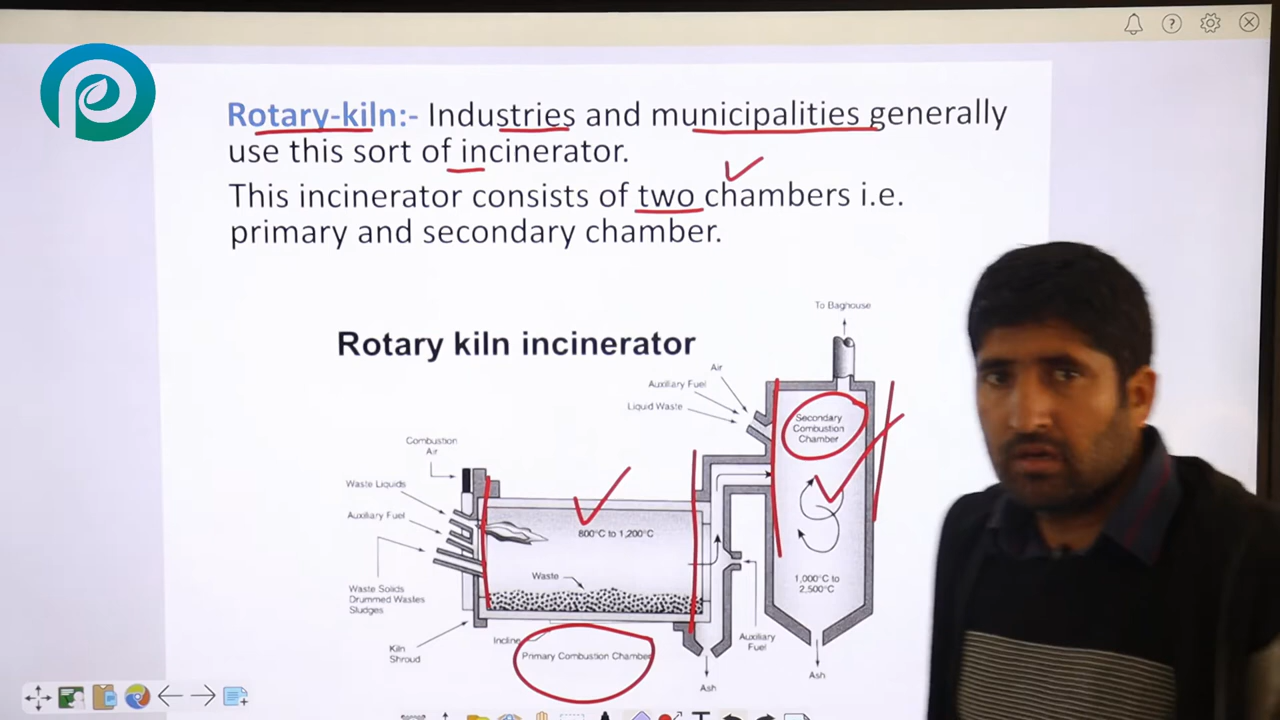 Rotary-kiln:- Industries and municipalities generally
use this sort of incinerator.
This incinerator consists of two chambers i.e.
primary and secondary chamber.
Rotary kiln incinerator
To Baghouse
Air
Auxiliary Fuel
Liquid Waste
Secondary
Combustion
Chamber
Combustion
Air
Waste Liquids
Auxiliary Fuel
800°C to 1,200°C
Waste
1,000°C to
2,500°C
Waste Solids
Drummed Wastes
Sludges
Kiln
Shroud
Incline
Primary Combustion Chamber
Auxiliary
Fuel
Ash
Ash